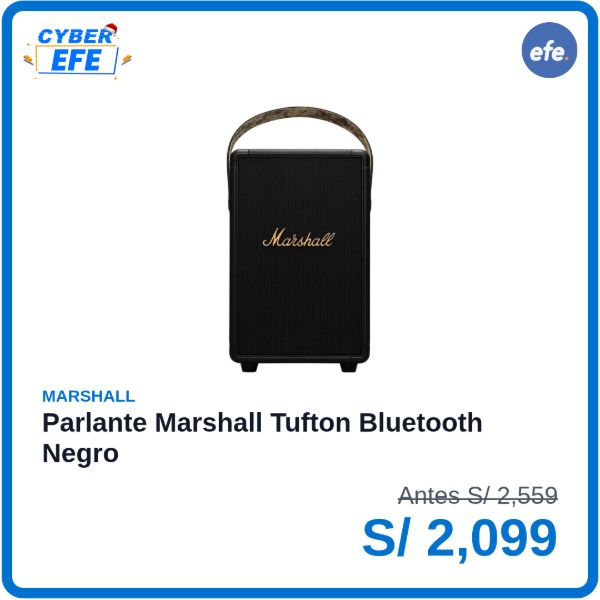 CYBER
EFE
efe.
Marshall
MARSHALL
Parlante Marshall Tufton Bluetooth
Negro
Antes S/ 2,559
S/ 2,099